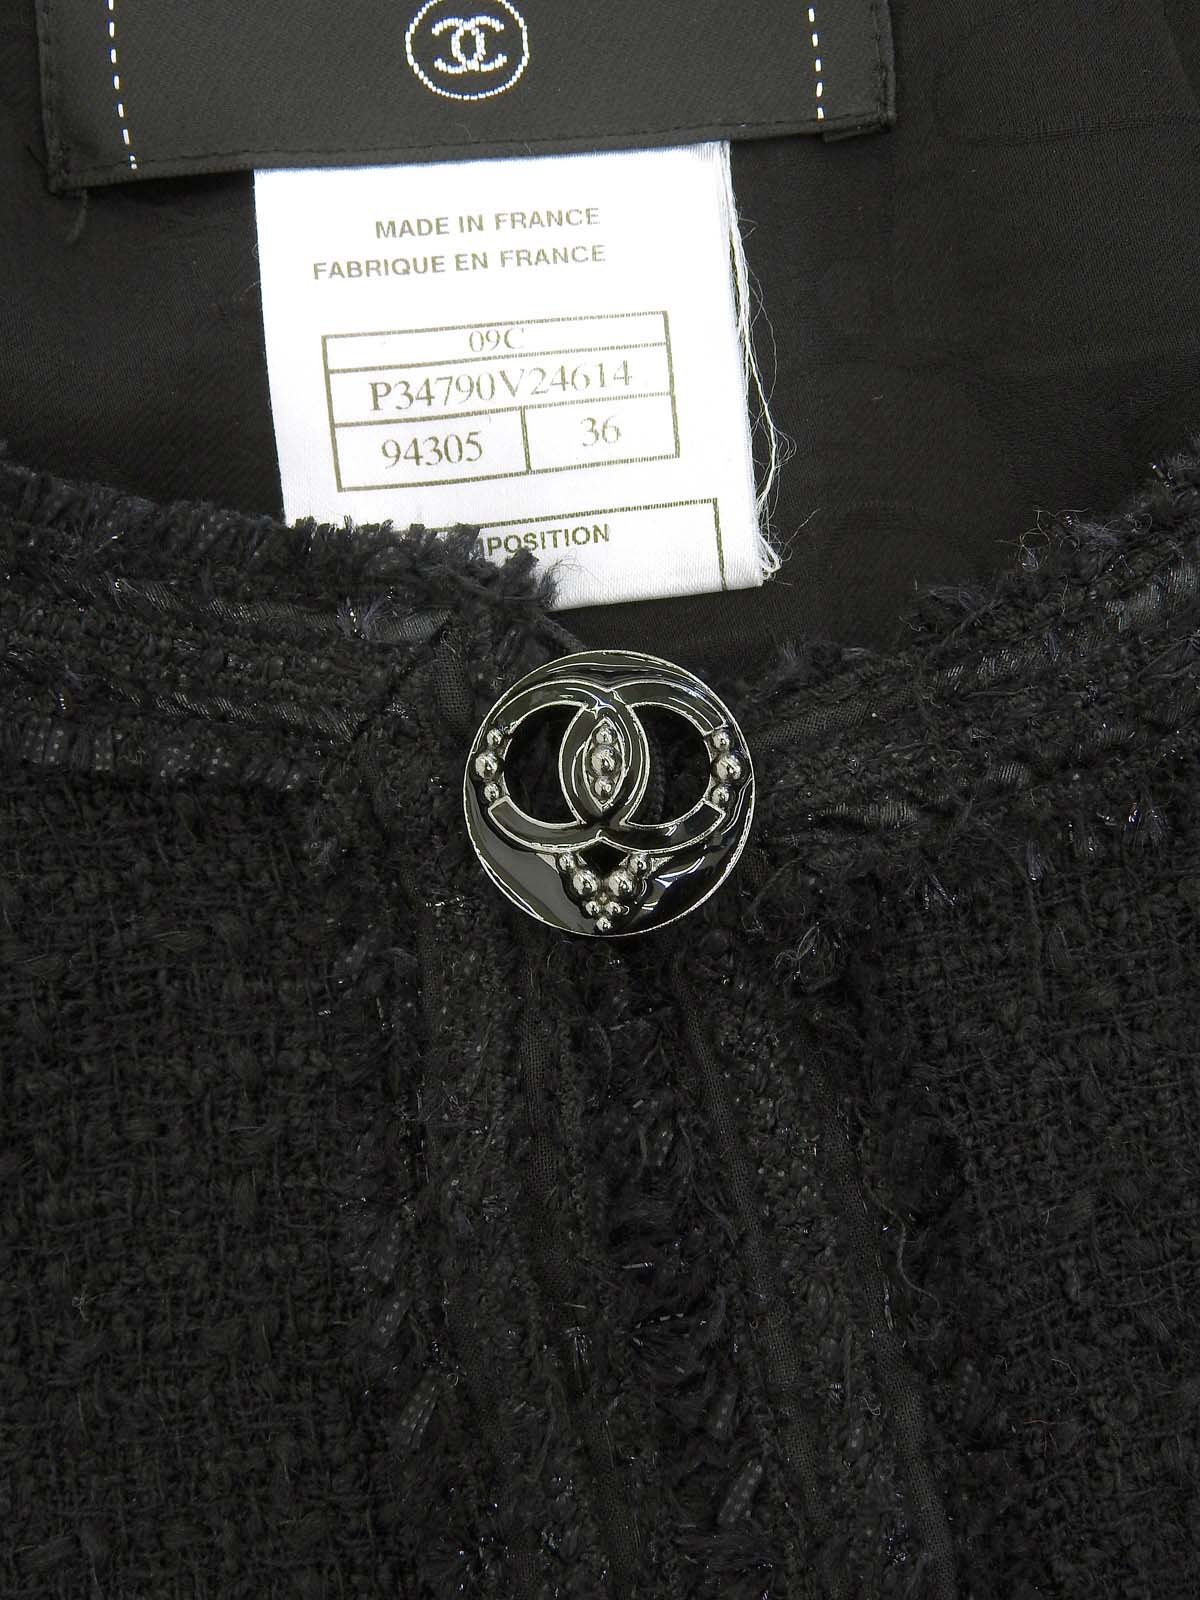 MADE IN FRANCE
FABRIQUE EN FRANCE
09C
P34790V24614
94305 36
POSITION